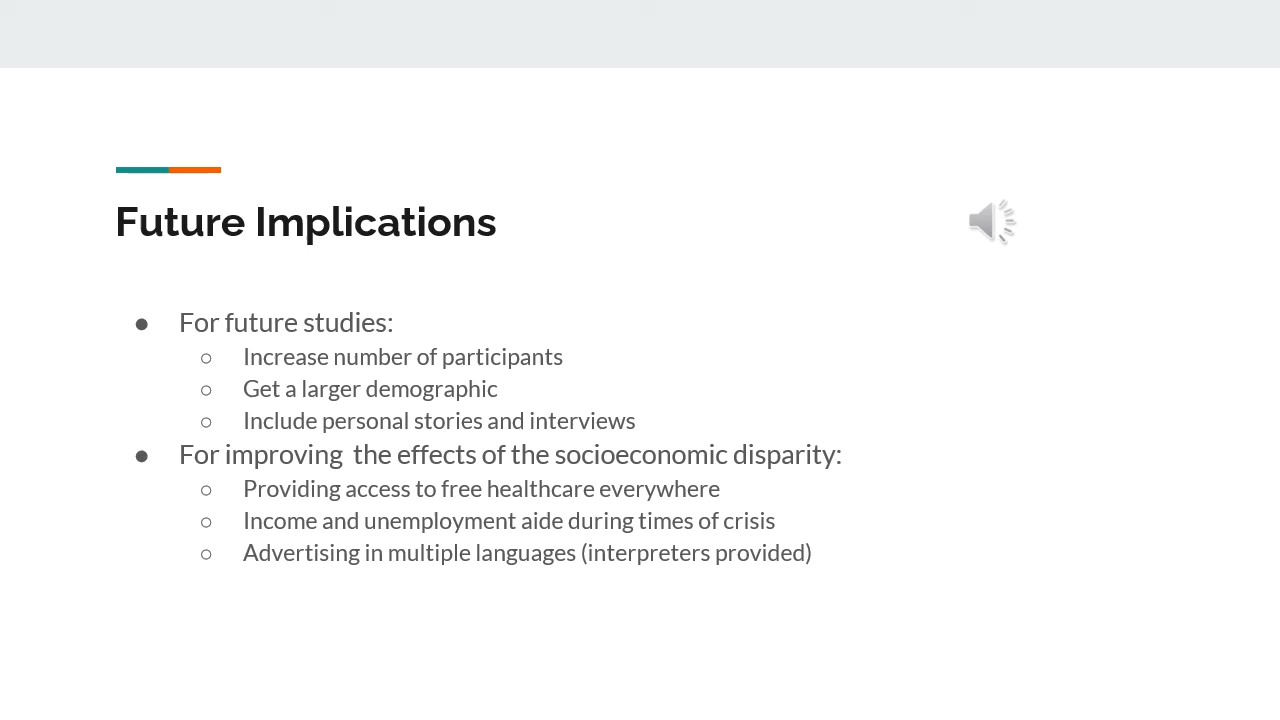 Future Implications
● For future studies:
○ Increase number of participants
○ Get a larger demographic
○ Include personal stories and interviews
● For improving  the effects of the socioeconomic disparity:
○ Providing access to free healthcare everywhere
○ Income and unemployment aide during times of crisis
○ Advertising in multiple languages (interpreters provided)